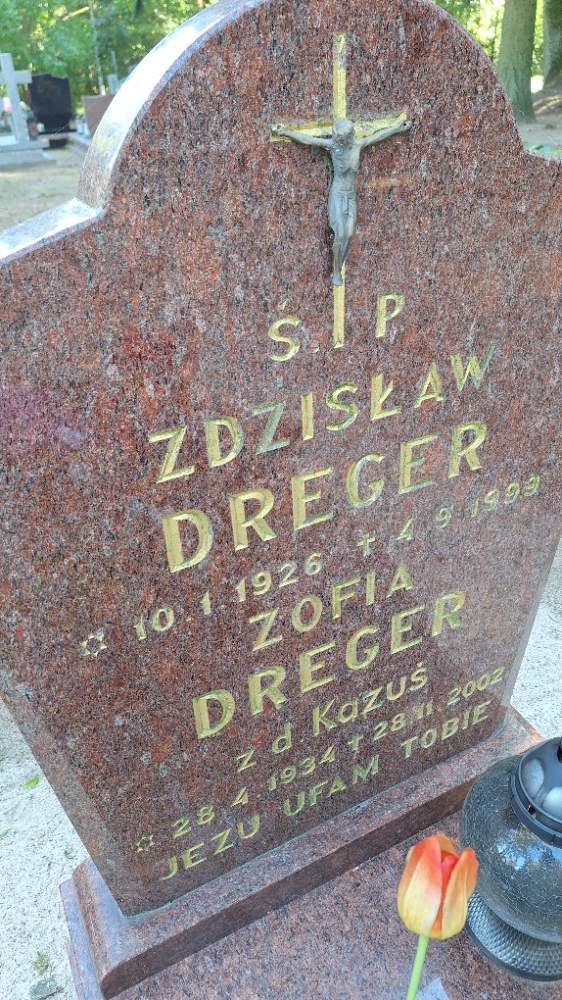 Ś. P
ZDZISŁAW
DREGER
✡ 10.1.1926 ✝ 4 9 1999
ZOFIA
DREGER
z d. Kazuś
✡ 28 4 1934 ✝ 28.11.2002
JEZU UFAM TOBIE